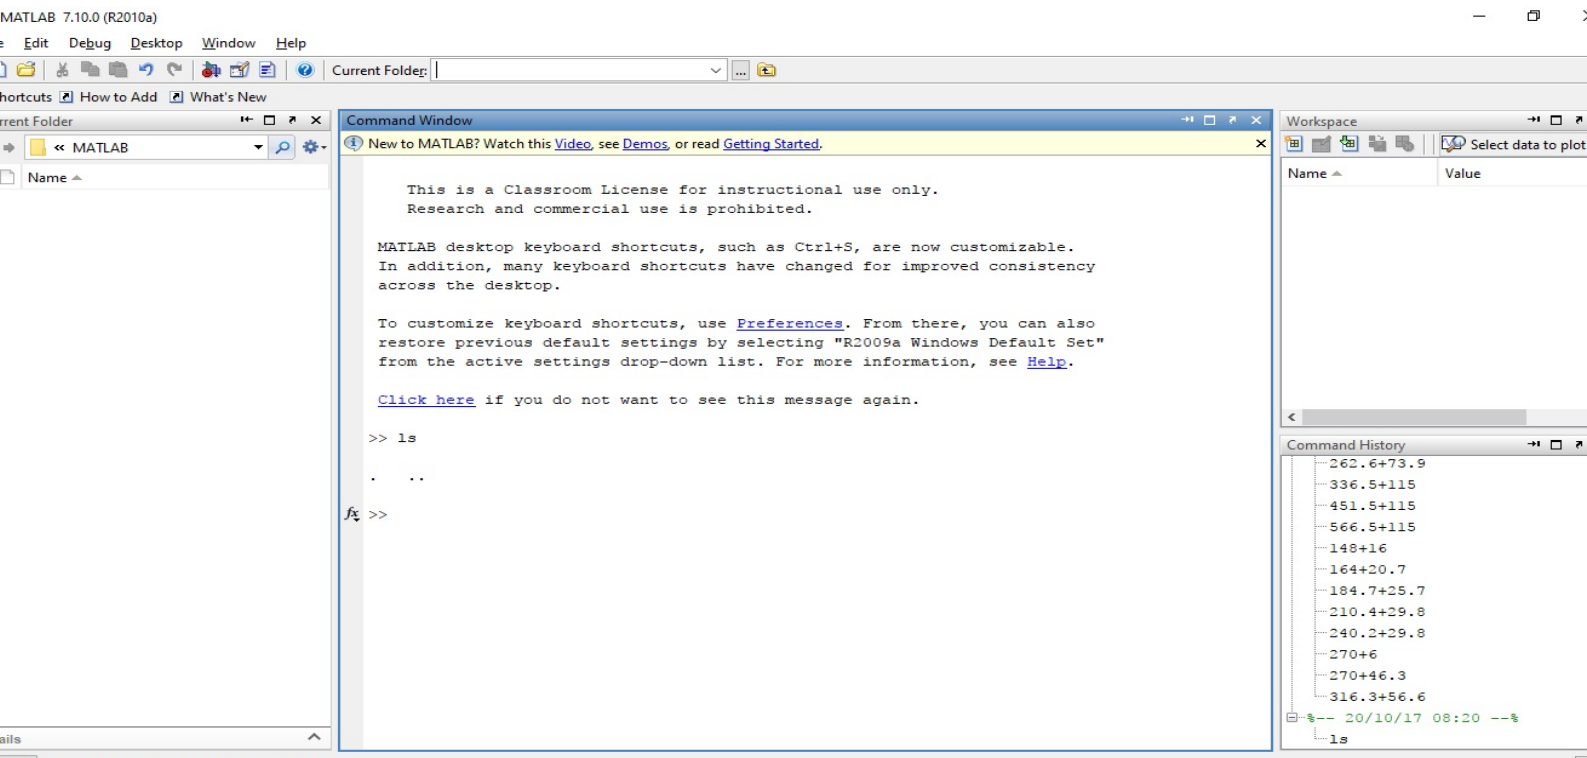 MATLAB 7.10.0 (R2010a)
Edit Debug Desktop Window Help
Current Folder:
hortcuts How to Add What's New
rrent Folder
« MATLAB
Name
ails
Command Window
New to MATLAB? Watch this Video, see Demos, or read Getting Started.
This is a Classroom License for instructional use only.
Research and commercial use is prohibited.
MATLAB desktop keyboard shortcuts, such as Ctrl+S, are now customizable.
In addition, many keyboard shortcuts have changed for improved consistency
across the desktop.
To customize keyboard shortcuts, use Preferences. From there, you can also
restore previous default settings by selecting "R2009a Windows Default Set"
from the active settings drop-down list. For more information, see Help.
Click here if you do not want to see this message again.
>> ls
. ..
fx >>
Workspace
Select data to plot
Name Value
Command History
262.6+73.9
336.5+115
451.5+115
566.5+115
148+16
164+20.7
184.7+25.7
210.4+29.8
240.2+29.8
270+6
270+46.3
316.3+56.6
%-- 20/10/17 08:20 --%
ls